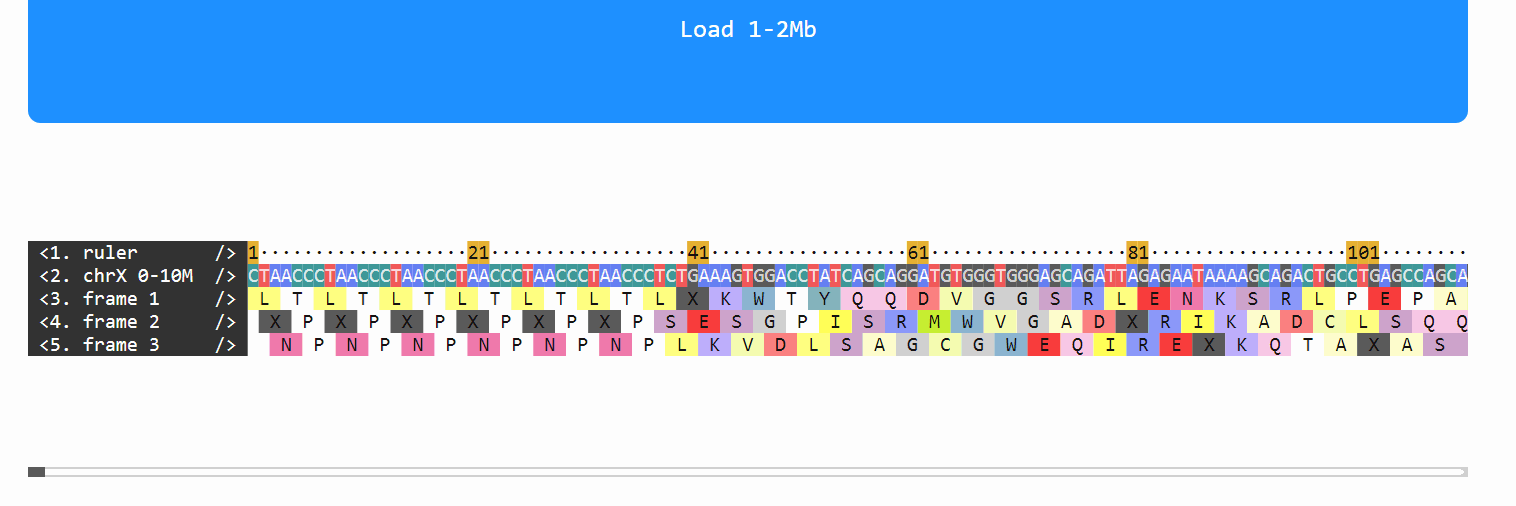 Load 1-2Mb
<1. ruler /> 1···················21··················41··················61··················81··················101········
<2. chrX 0-10M /> CTAACCCTAACCCTAACCCTAACCCTAACCCTAACCCTCTGAAAGTGGACCTATCAGCAGGATGTGGGTGGGAGCAGATTAGAGAATAAAAGCAGACTGCCTGAGCCAGCA
<3. frame 1 /> L T L T L T L T L T L T L X K W T Y Q Q D V G G S R L E N K S R L P E P A
<4. frame 2 /> X P X P X P X P X P X P S E S G P I S R M W V G A D X R I K A D C L S Q Q
<5. frame 3 /> N P N P N P N P N P N P L K V D L S A G C G W E Q I R E X K Q T A X A S